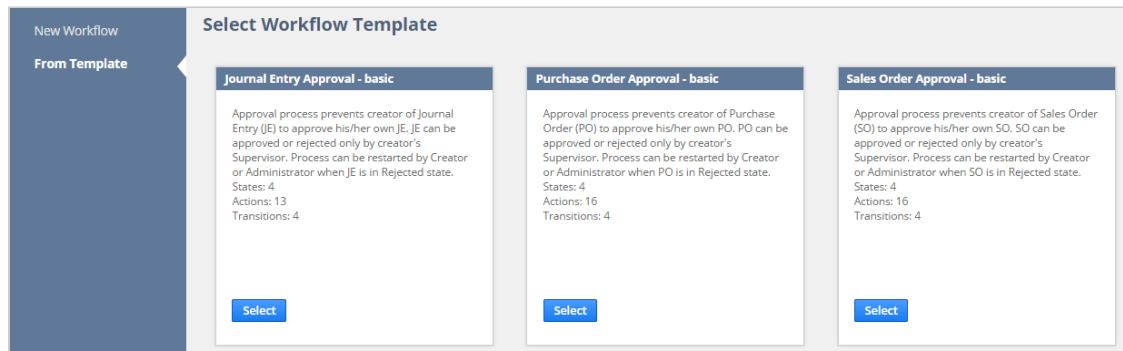 New Workflow
From Template
Select Workflow Template
Journal Entry Approval - basic
Approval process prevents creator of Journal
Entry (JE) to approve his/her own JE. JE can be
approved or rejected only by creator's
Supervisor. Process can be restarted by Creator
or Administrator when JE is in Rejected state.
States: 4
Actions: 13
Transitions: 4
Select
Purchase Order Approval - basic
Approval process prevents creator of Purchase
Order (PO) to approve his/her own PO. PO can be
approved or rejected only by creator's
Supervisor. Process can be restarted by Creator
or Administrator when PO is in Rejected state.
States: 4
Actions: 16
Transitions: 4
Select
Sales Order Approval - basic
Approval process prevents creator of Sales Order
(SO) to approve his/her own SO. SO can be
approved or rejected only by creator's
Supervisor. Process can be restarted by Creator
or Administrator when SO is in Rejected state.
States: 4
Actions: 16
Transitions: 4
Select